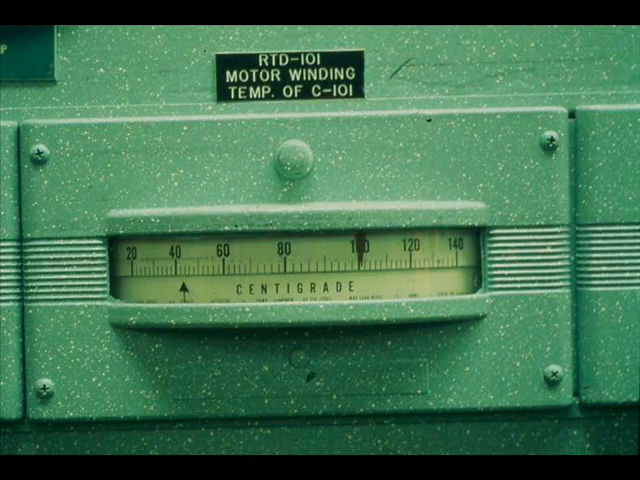 P
RTD-101
MOTOR WINDING
TEMP. OF C-101
20 40 60 80 100 120 140
CENTIGRADE